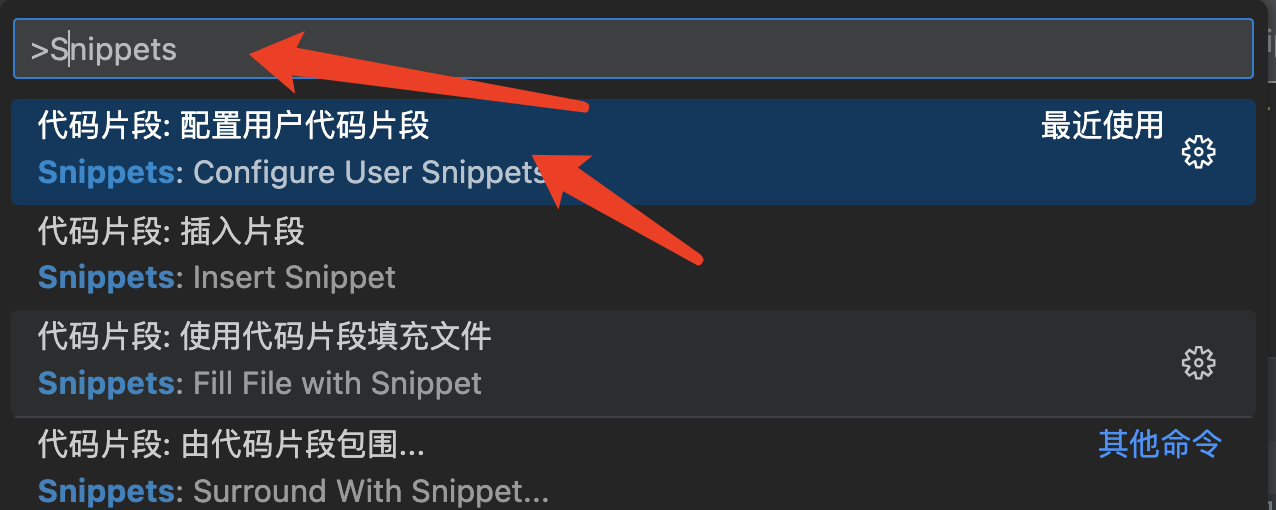 >Snippets
代码片段: 配置用户代码片段 最近使用
Snippets: Configure User Snippets
代码片段: 插入片段
Snippets: Insert Snippet
代码片段: 使用代码片段填充文件
Snippets: Fill File with Snippet
代码片段: 由代码片段包围... 其他命令
Snippets: Surround With Snippet...